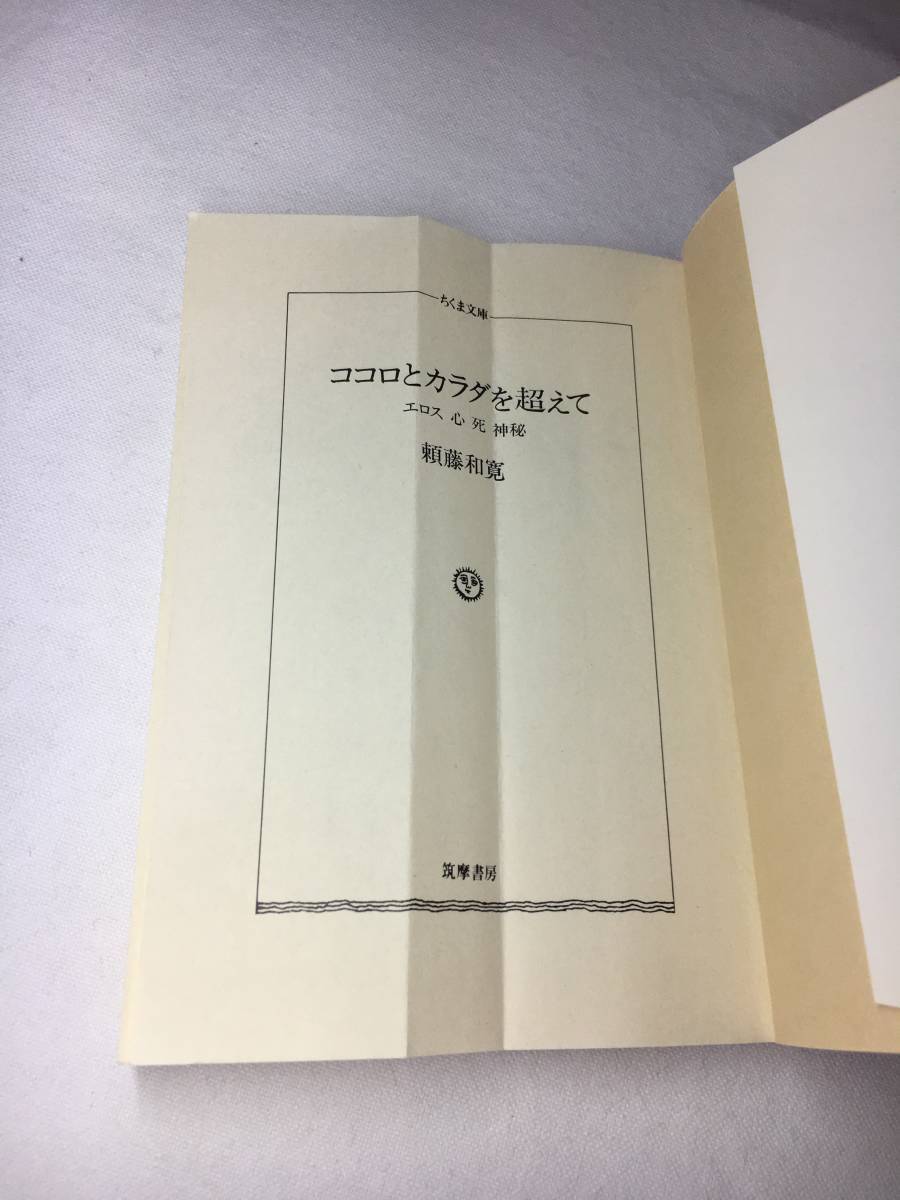 ちくま文庫
ココロとカラダを超えて
エロス 心 死 神秘
頼藤和寛
筑摩書房